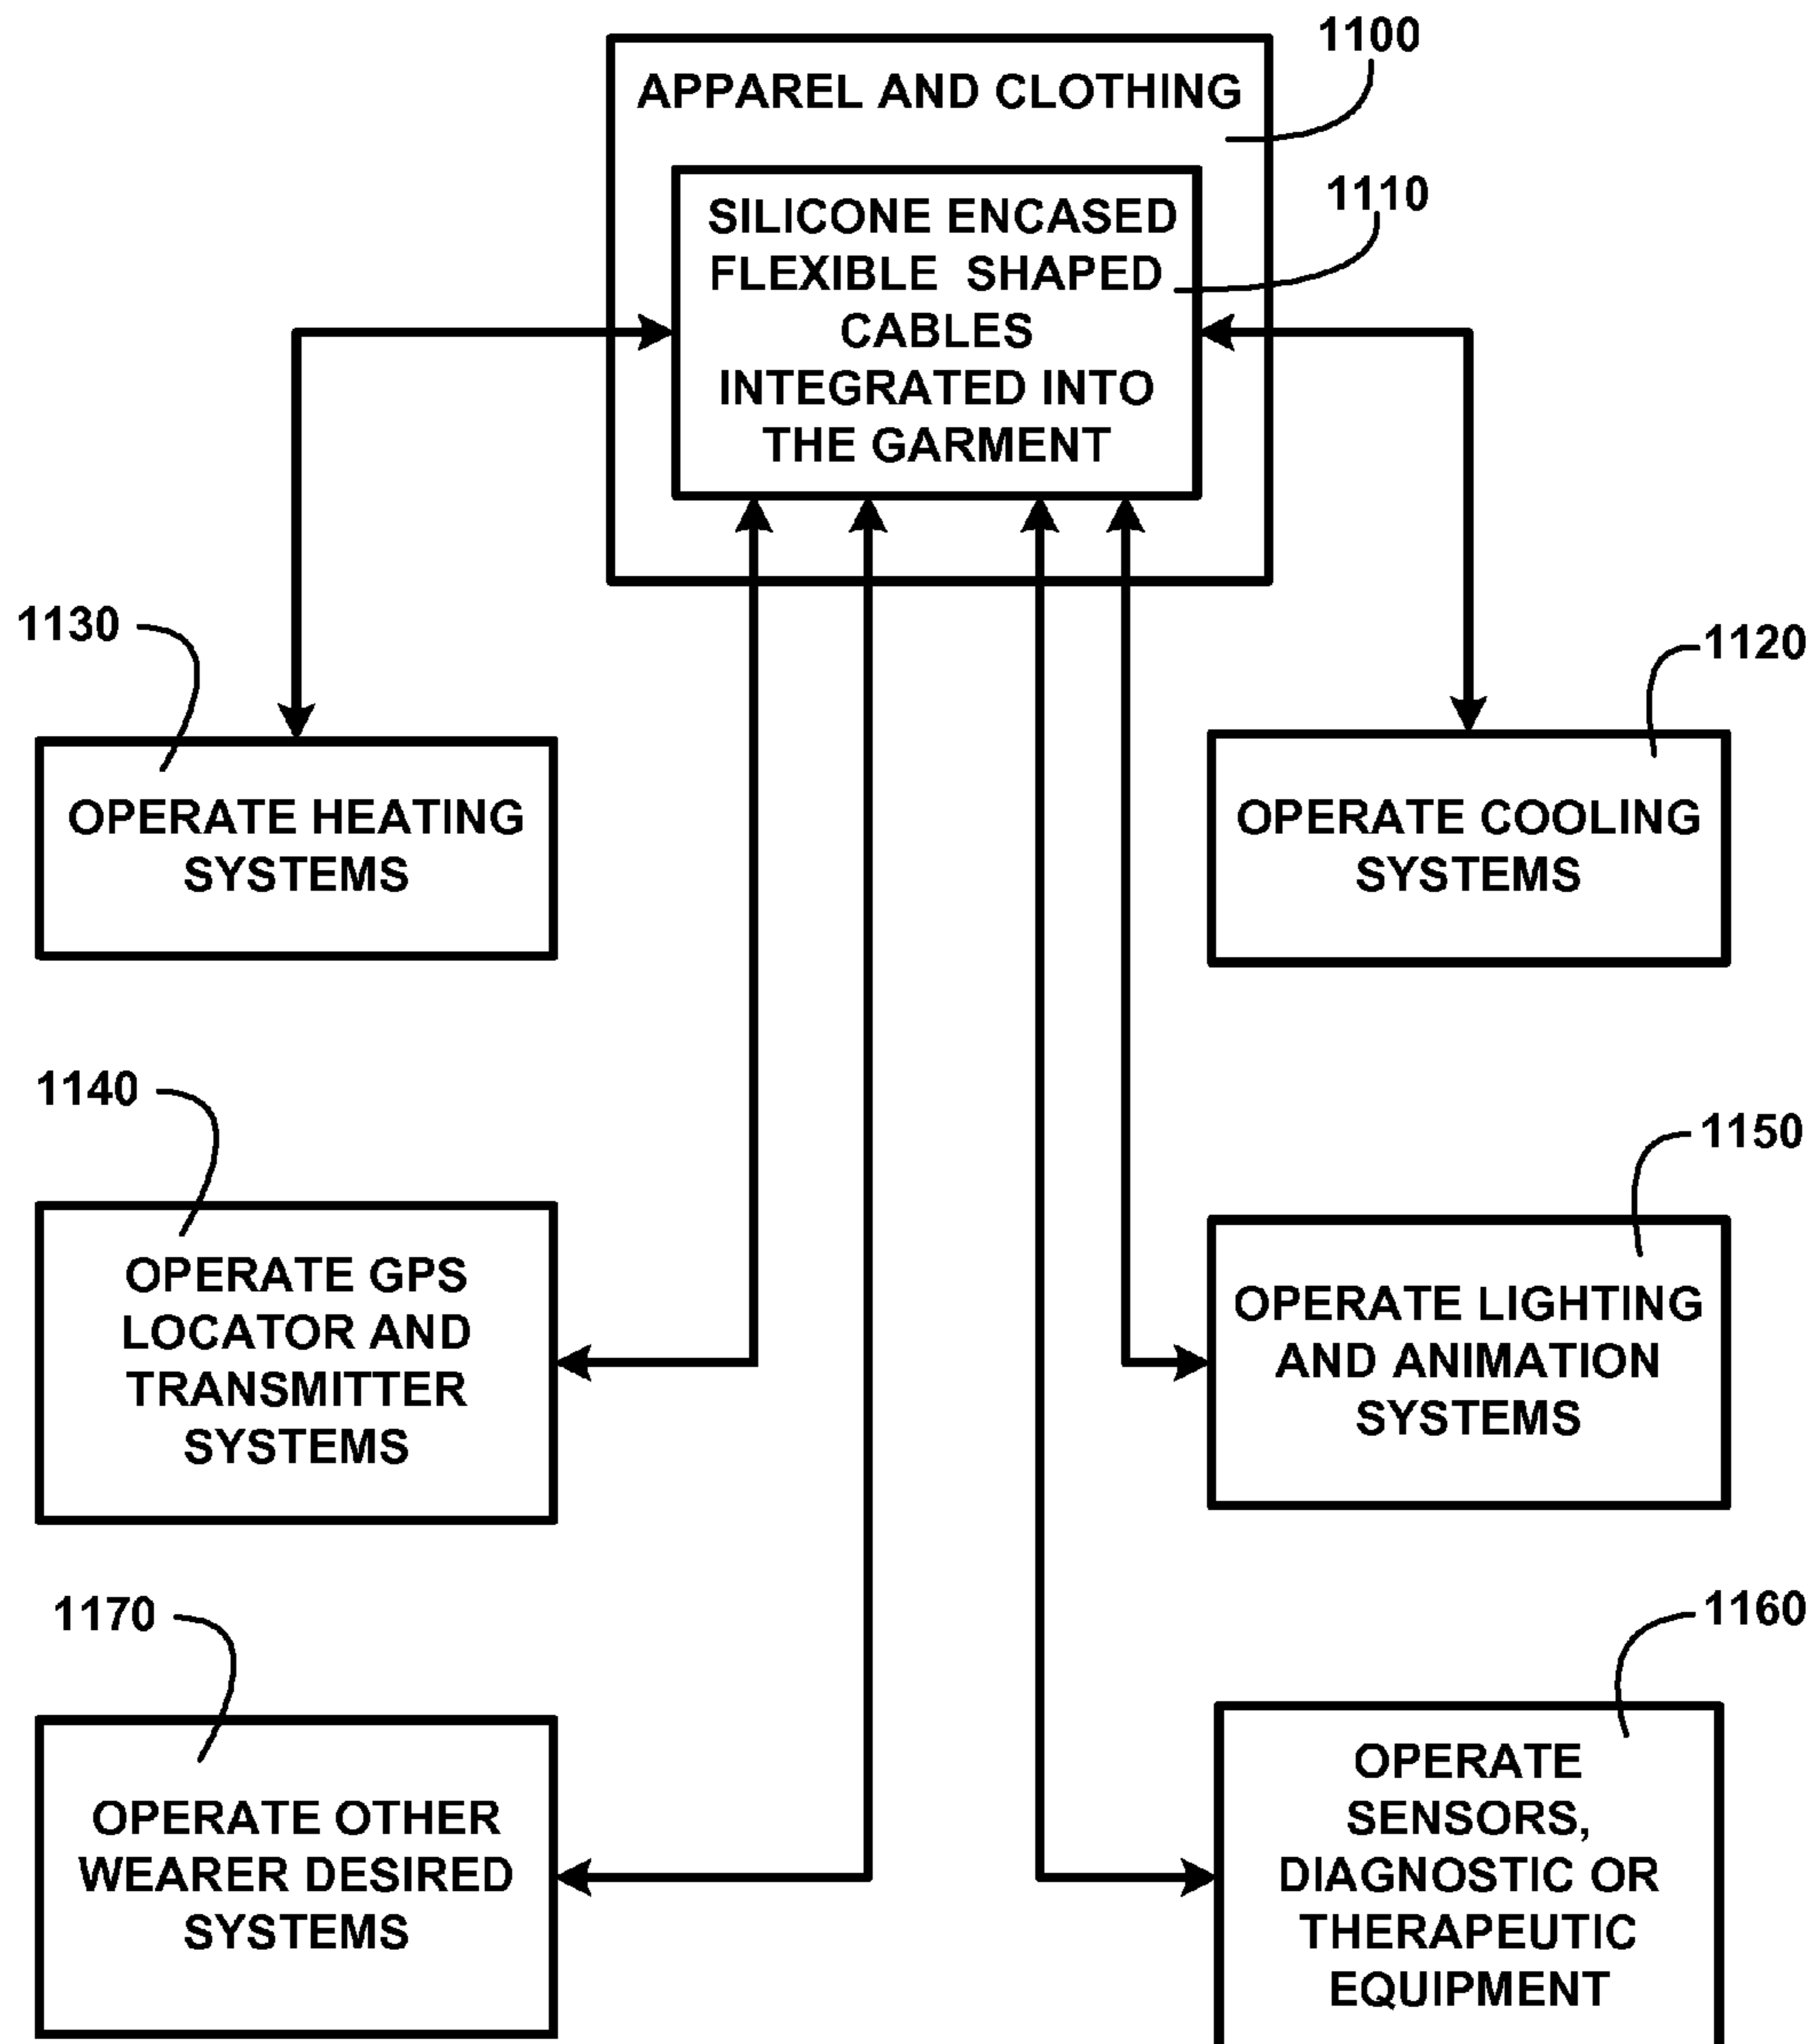 1100
APPAREL AND CLOTHING
1110
SILICONE ENCASED
FLEXIBLE SHAPED
CABLES
INTEGRATED INTO
THE GARMENT
1130
OPERATE HEATING
SYSTEMS
1120
OPERATE COOLING
SYSTEMS
1140
OPERATE GPS
LOCATOR AND
TRANSMITTER
SYSTEMS
1150
OPERATE LIGHTING
AND ANIMATION
SYSTEMS
1170
OPERATE OTHER
WEARER DESIRED
SYSTEMS
1160
OPERATE
SENSORS,
DIAGNOSTIC OR
THERAPEUTIC
EQUIPMENT